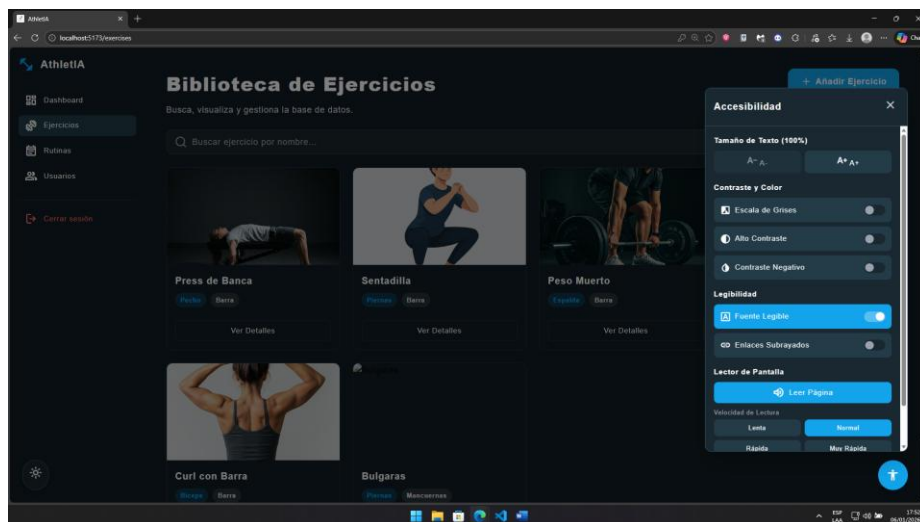 AthletIA
localhost:5173/exercises
AthletIA
Dashboard
Ejercicios
Rutinas
Usuarios
Cerrar sesión
Biblioteca de Ejercicios
Busca, visualiza y gestiona la base de datos.
+ Añadir Ejercicio
Buscar ejercicio por nombre...
Press de Banca
Pecho Barra
Ver Detalles
Sentadilla
Piernas Barra
Ver Detalles
Peso Muerto
Espalda Barra
Ver Detalles
Curl con Barra
Bíceps Barra
Bulgaras
Piernas Mancuernas
Accesibilidad
Tamaño de Texto (100%)
A- A-
A+ A+
Contraste y Color
Escala de Grises
Alto Contraste
Contraste Negativo
Legibilidad
Fuente Legible
Enlaces Subrayados
Lector de Pantalla
Leer Página
Velocidad de Lectura
Lenta
Normal
Rápida
Muy Rápida
ESP
LAA